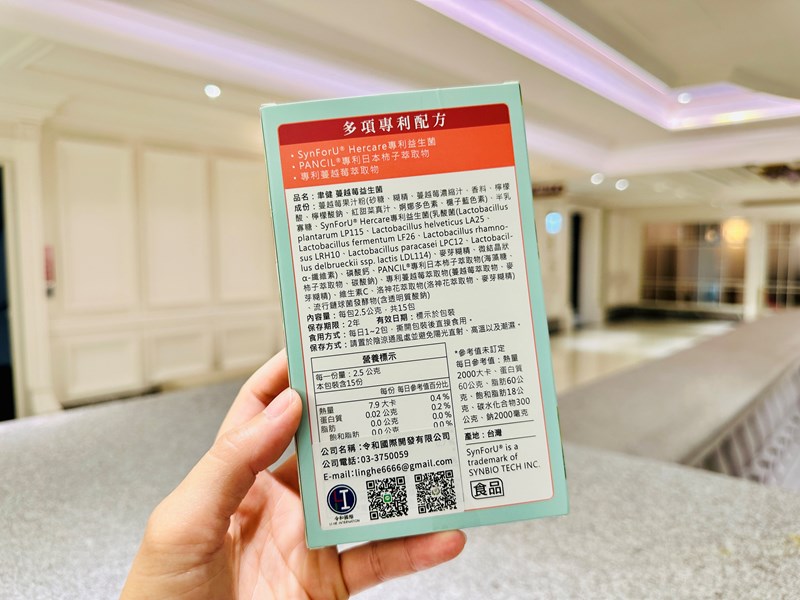 多項專利配方
・SynForU® Hercare專利益生菌
・PANCIL®專利日本柿子萃取物
・專利蔓越莓萃取物
品名：聿健 蔓越莓益生菌
成份：蔓越莓果汁粉(砂糖、糊精、蔓越莓濃縮汁、香料、檸檬
酸、檸檬酸鈉、紅甜菜真汁、婀娜多色素、梔子藍色素)、半乳
寡糖、SynForU® Hercare專利益生菌(乳酸菌(Lactobacillus
plantarum LP115、Lactobacillus helveticus LA25、
Lactobacillus fermentum LF26、Lactobacillus rhamno-
sus LRH10、Lactobacillus paracasei LPC12、Lactobacil-
lus delbrueckii ssp. lactis LDL114)、麥芽糊精、微結晶狀
α-纖維素)、磷酸鈣、PANCIL®專利日本柿子萃取物(海藻糖、
柿子萃取物、碳酸鈉)、專利蔓越莓萃取物(蔓越莓萃取物、麥
芽糊精)、維生素C、洛神花萃取物(洛神花萃取物、麥芽糊精)
、流行鏈球菌發酵物(含透明質酸鈉)
內容量：每包2.5公克，共15包
保存期限：2年 有效日期：標示於包裝
食用方式：每日1~2包，撕開包裝後直接食用。
保存方式：請置於陰涼通風處並避免陽光直射、高溫以及潮濕。
營養標示
每一份量：2.5 公克
本包裝含15份
每份 每日參考值百分比
熱量 7.9 大卡 0.4 %
蛋白質 0.02 公克 0.2 %
脂肪 0.0 公克 0.0 %
飽和脂肪 0.0 公克 0.0 %
*參考值未訂定
每日參考值：熱量
2000大卡、蛋白質
60公克、脂肪60公
克、飽和脂肪18公
克、碳水化合物300
公克、鈉2000毫克
產地：台灣
SynForU® is a
trademark of
SYNBIO TECH INC.
食品
公司名稱：令和國際開發有限公司
公司電話：03-3750059
E-mail：linghe6666@gmail.com
令和國際